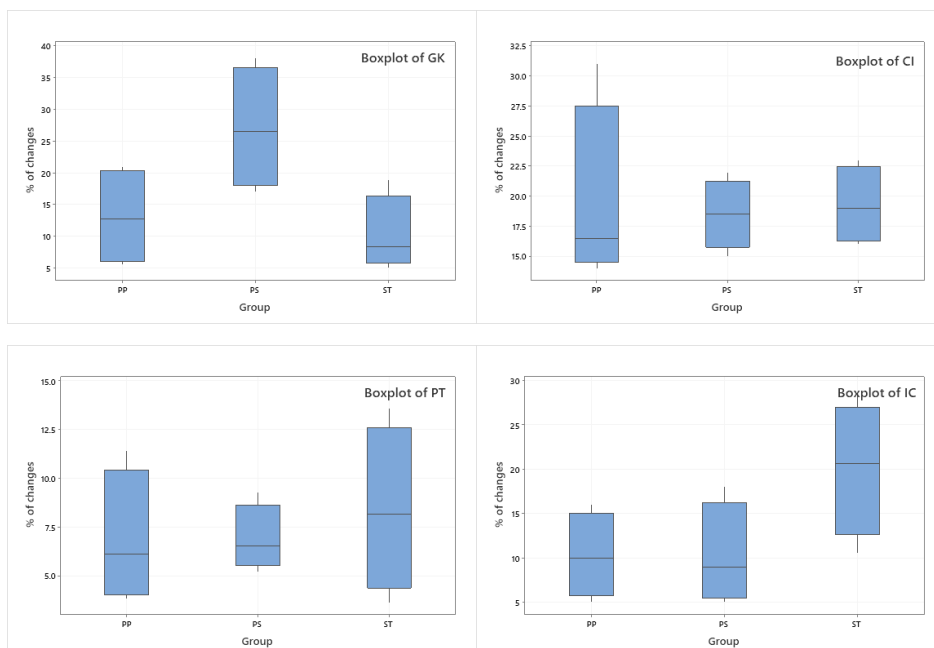 Boxplot of GK
% of changes
40
35
30
25
20
15
10
5
PP PS ST
Group
Boxplot of CI
% of changes
32.5
30.0
27.5
25.0
22.5
20.0
17.5
15.0
PP PS ST
Group
Boxplot of PT
% of changes
15.0
12.5
10.0
7.5
5.0
PP PS ST
Group
Boxplot of IC
% of changes
30
25
20
15
10
5
PP PS ST
Group